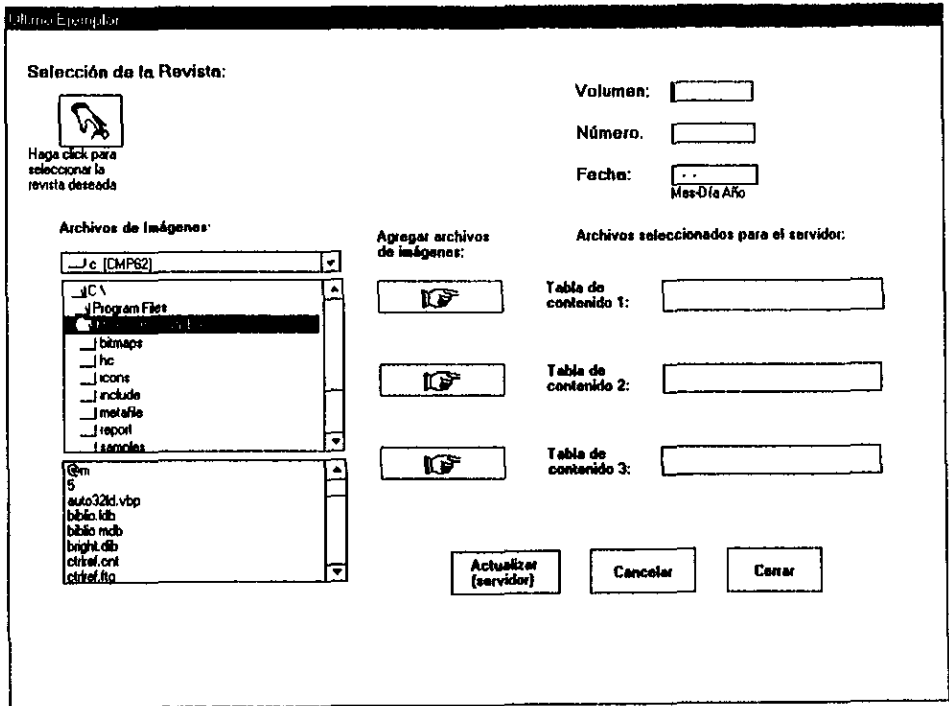 Ultimo Ejemplar
Selección de la Revista:
Haga click para
seleccionar la
revista deseada
Volumen:
Número.
Fecha:
- -
Mes-Día Año
Archivos de Imágenes:
c [CMP62]
C \
Program Files
bitmaps
hc
icons
include
metafile
report
samples
@m
5
auto32ld.vbp
biblio.ldb
biblio mdb
bright.dib
ctrlref.cnt
ctrlref.ftg
Agregar archivos
de imágenes:
Archivos seleccionados para el servidor:
Tabla de
contenido 1:
Tabla de
contenido 2:
Tabla de
contenido 3:
Actualizar
(servidor)
Cancelar
Cerrar